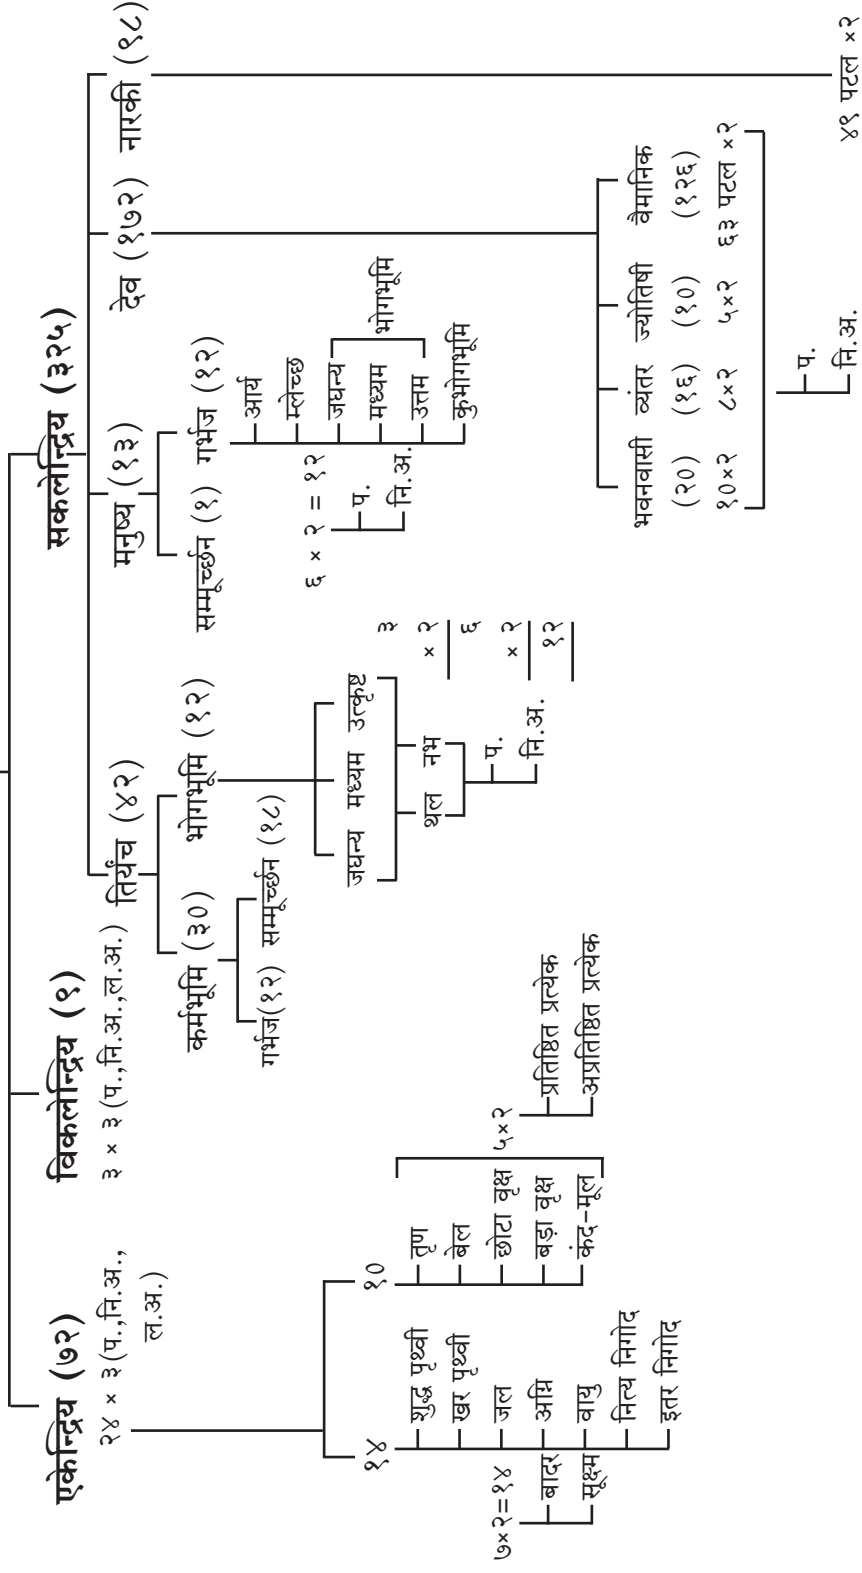 एकेन्द्रिय (७२)
२४ × ३(प.,नि.अ.,
ल.अ.)
१४
शुद्ध पृथ्वी
खर पृथ्वी
जल
अग्नि
वायु
नित्य निगोद
इतर निगोद
७×२=१४
बादर
सूक्ष्म
१०
तृण
बेल
छोटा वृक्ष
बड़ा वृक्ष
कंद-मूल
५×२
प्रतिष्ठित प्रत्येक
अप्रतिष्ठित प्रत्येक
विकलेन्द्रिय (९)
३ × ३ (प.,नि.अ.,ल.अ.)
सकलेन्द्रिय (३२५)
तिर्यंच (४२)
कर्मभूमि (३०)
गर्भज(१२)
सम्मूर्च्छन (१८)
भोगभूमि (१२)
जघन्य
मध्यम
उत्कृष्ट
थल
नभ
प.
नि.अ.
३
× २
६
× २
१२
मनुष्य (१३)
सम्मूर्च्छन (१)
गर्भज (१२)
आर्य
म्लेच्छ
जघन्य
मध्यम
उत्तम
कुभोगभूमि
भोगभूमि
६ × २ = १२
प.
नि.अ.
देव (१७२)
भवनवासी
(२०)
१०×२
व्यंतर
(१६)
८×२
ज्योतिषी
(१०)
५×२
वैमानिक
(१२६)
६३ पटल ×२
प.
नि.अ.
नारकी (९८)
४९ पटल ×२